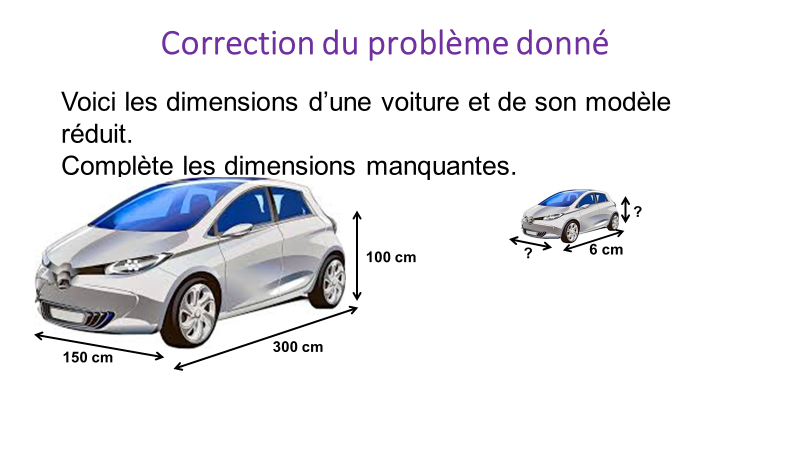 Correction du problème donné
Voici les dimensions d’une voiture et de son modèle
réduit.
Complète les dimensions manquantes.
100 cm
300 cm
150 cm
?
6 cm
?